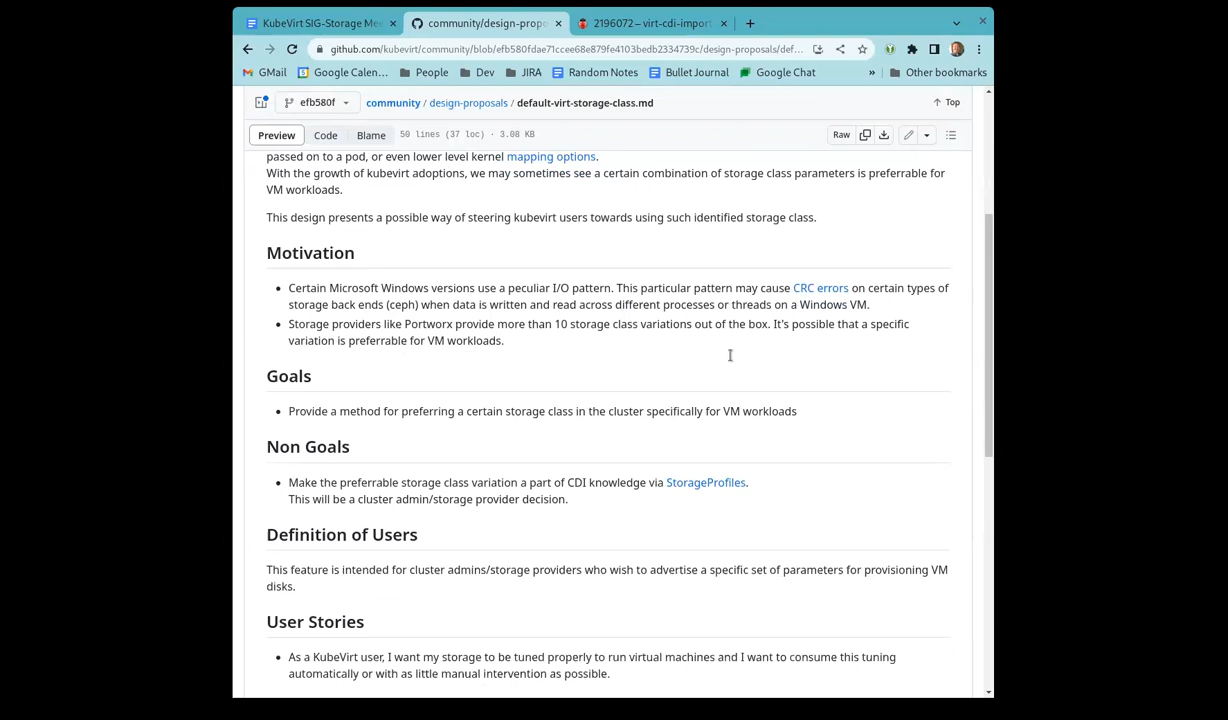 KubeVirt SIG-Storage Me
community/design-propo
2196072 – virt-cdi-import
github.com/kubevirt/community/blob/efb580fdae71ccee68e879fe4103bedb2334739c/design-proposals/def...
GMail
Google Calen...
People
Dev
JIRA
Random Notes
Bullet Journal
Google Chat
»
Other bookmarks
efb580f
community / design-proposals / default-virt-storage-class.md
Top
Preview
Code
Blame
50 lines (37 loc) · 3.08 KB
Raw
passed on to a pod, or even lower level kernel mapping options.
With the growth of kubevirt adoptions, we may sometimes see a certain combination of storage class parameters is preferrable for
VM workloads.
This design presents a possible way of steering kubevirt users towards using such identified storage class.
Motivation
• Certain Microsoft Windows versions use a peculiar I/O pattern. This particular pattern may cause CRC errors on certain types of
storage back ends (ceph) when data is written and read across different processes or threads on a Windows VM.
• Storage providers like Portworx provide more than 10 storage class variations out of the box. It's possible that a specific
variation is preferrable for VM workloads.
Goals
• Provide a method for preferring a certain storage class in the cluster specifically for VM workloads
Non Goals
• Make the preferrable storage class variation a part of CDI knowledge via StorageProfiles.
This will be a cluster admin/storage provider decision.
Definition of Users
This feature is intended for cluster admins/storage providers who wish to advertise a specific set of parameters for provisioning VM
disks.
User Stories
• As a KubeVirt user, I want my storage to be tuned properly to run virtual machines and I want to consume this tuning
automatically or with as little manual intervention as possible.